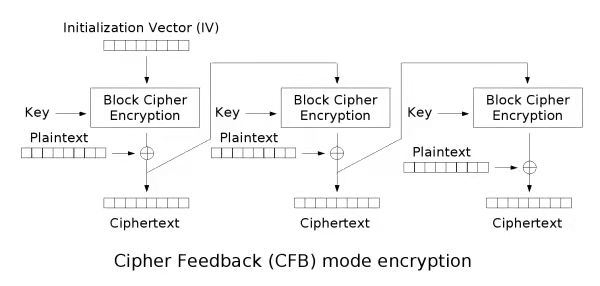 Initialization Vector (IV)
Key
Block Cipher
Encryption
Key
Block Cipher
Encryption
Key
Block Cipher
Encryption
Plaintext
Plaintext
Plaintext
Ciphertext
Ciphertext
Ciphertext
Cipher Feedback (CFB) mode encryption